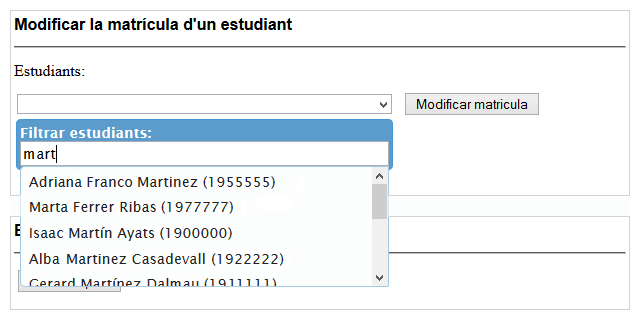 Modificar la matrícula d'un estudiant
Estudiants:
Modificar matricula
Filtrar estudiants:
mart
Adriana Franco Martinez (1955555)
Marta Ferrer Ribas (1977777)
Isaac Martín Ayats (1900000)
Alba Martinez Casadevall (1922222)
Gerard Martínez Dalmau (1911111)